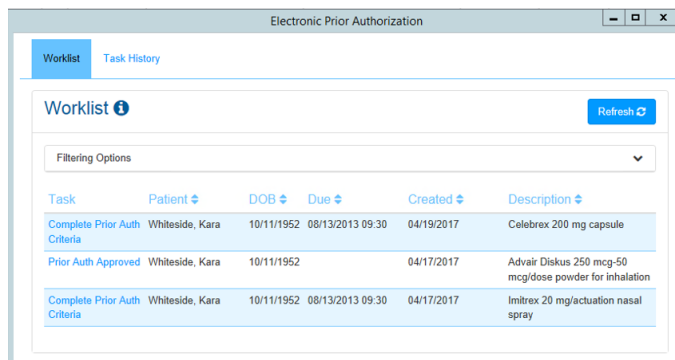 Electronic Prior Authorization
Worklist Task History
Worklist
Refresh
Filtering Options
Task Patient DOB Due Created Description
Complete Prior Auth Whiteside, Kara 10/11/1952 08/13/2013 09:30 04/19/2017 Celebrex 200 mg capsule
Criteria
Prior Auth Approved Whiteside, Kara 10/11/1952 04/17/2017 Advair Diskus 250 mcg-50
mcg/dose powder for inhalation
Complete Prior Auth Whiteside, Kara 10/11/1952 08/13/2013 09:30 04/17/2017 Imitrex 20 mg/actuation nasal
Criteria spray